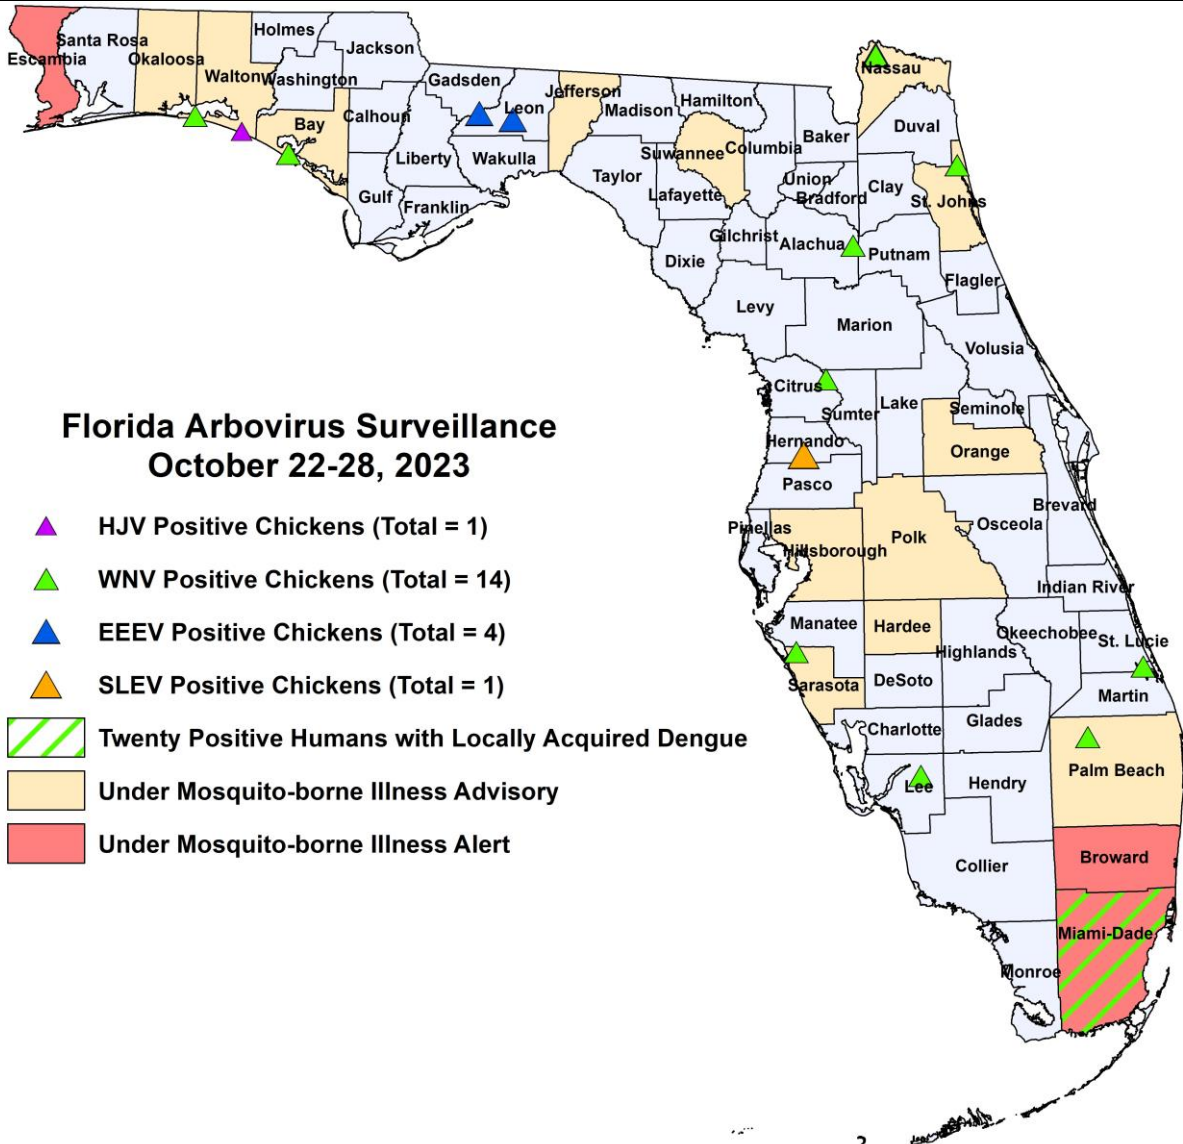 Escambia
Santa Rosa
Okaloosa
Walton
Holmes
Washington
Jackson
Bay
Calhoun
Gulf
Gadsden
Liberty
Franklin
Leon
Wakulla
Jefferson
Madison
Taylor
Hamilton
Suwannee
Lafayette
Columbia
Dixie
Gilchrist
Baker
Union
Bradford
Alachua
Levy
Nassau
Duval
Clay
St. Johns
Putnam
Flagler
Marion
Volusia
Citrus
Sumter
Lake
Seminole
Hernando
Orange
Pasco
Brevard
Osceola
Pinellas
Hillsborough
Polk
Indian River
Manatee
Hardee
Okeechobee
St. Lucie
Highlands
Sarasota
DeSoto
Martin
Charlotte
Glades
Lee
Hendry
Palm Beach
Collier
Broward
Miami-Dade
Monroe
Florida Arbovirus Surveillance
October 22-28, 2023
HJV Positive Chickens (Total = 1)
WNV Positive Chickens (Total = 14)
EEEV Positive Chickens (Total = 4)
SLEV Positive Chickens (Total = 1)
Twenty Positive Humans with Locally Acquired Dengue
Under Mosquito-borne Illness Advisory
Under Mosquito-borne Illness Alert